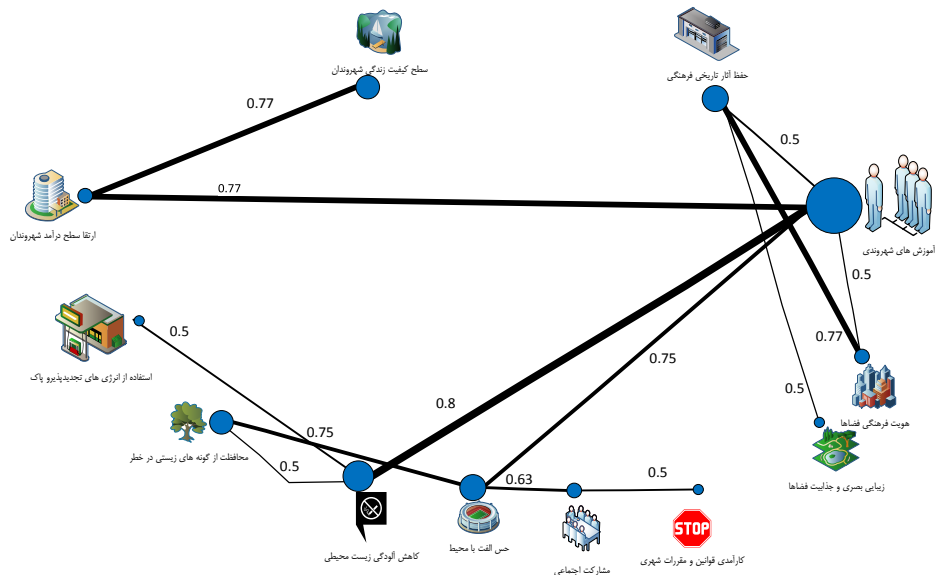 سطح کیفیت زندگی شهروندان
حفظ آثار تاریخی فرهنگی
0.77
0.5
0.77
ارتقا سطح درآمد شهروندان
آموزش های شهروندی
0.5
0.5
0.77
0.75
استفاده از انرژی های تجدیدپذیرو پاک
0.5
0.8
هویت فرهنگی فضاها
0.75
محافظت از گونه های زیستی در خطر
0.5
0.63
0.5
زیبایی بصری و جذابیت فضاها
STOP
کاهش آلودگی زیست محیطی
حس الفت با محیط
کارآمدی قوانین و مقررات شهری
مشارکت اجتماعی